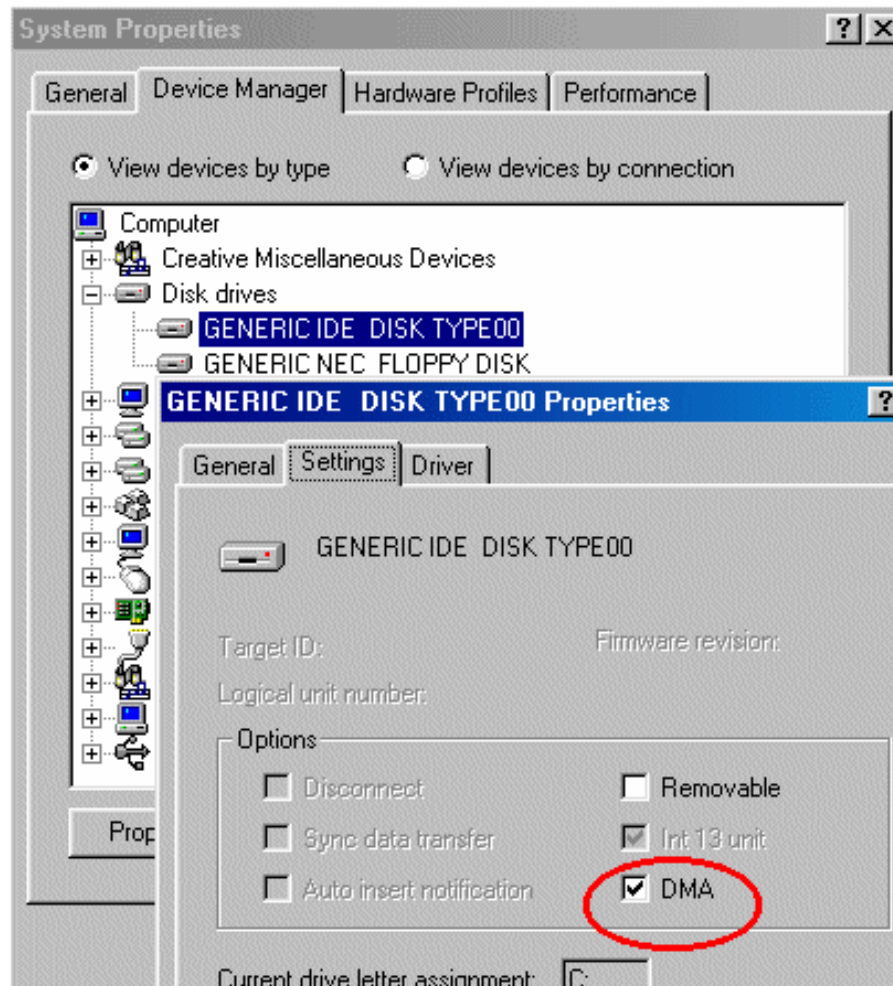 System Properties
General Device Manager Hardware Profiles Performance
View devices by type View devices by connection
Computer
Creative Miscellaneous Devices
Disk drives
GENERIC IDE DISK TYPE00
GENERIC NEC FLOPPY DISK
GENERIC IDE DISK TYPE00 Properties
General Settings Driver
GENERIC IDE DISK TYPE00
Target ID: Firmware revision:
Logical unit number:
Options
Disconnect Removable
Prop
Sync data transfer Int 13 unit
Auto insert notification DMA
Current drive letter assignment: C: